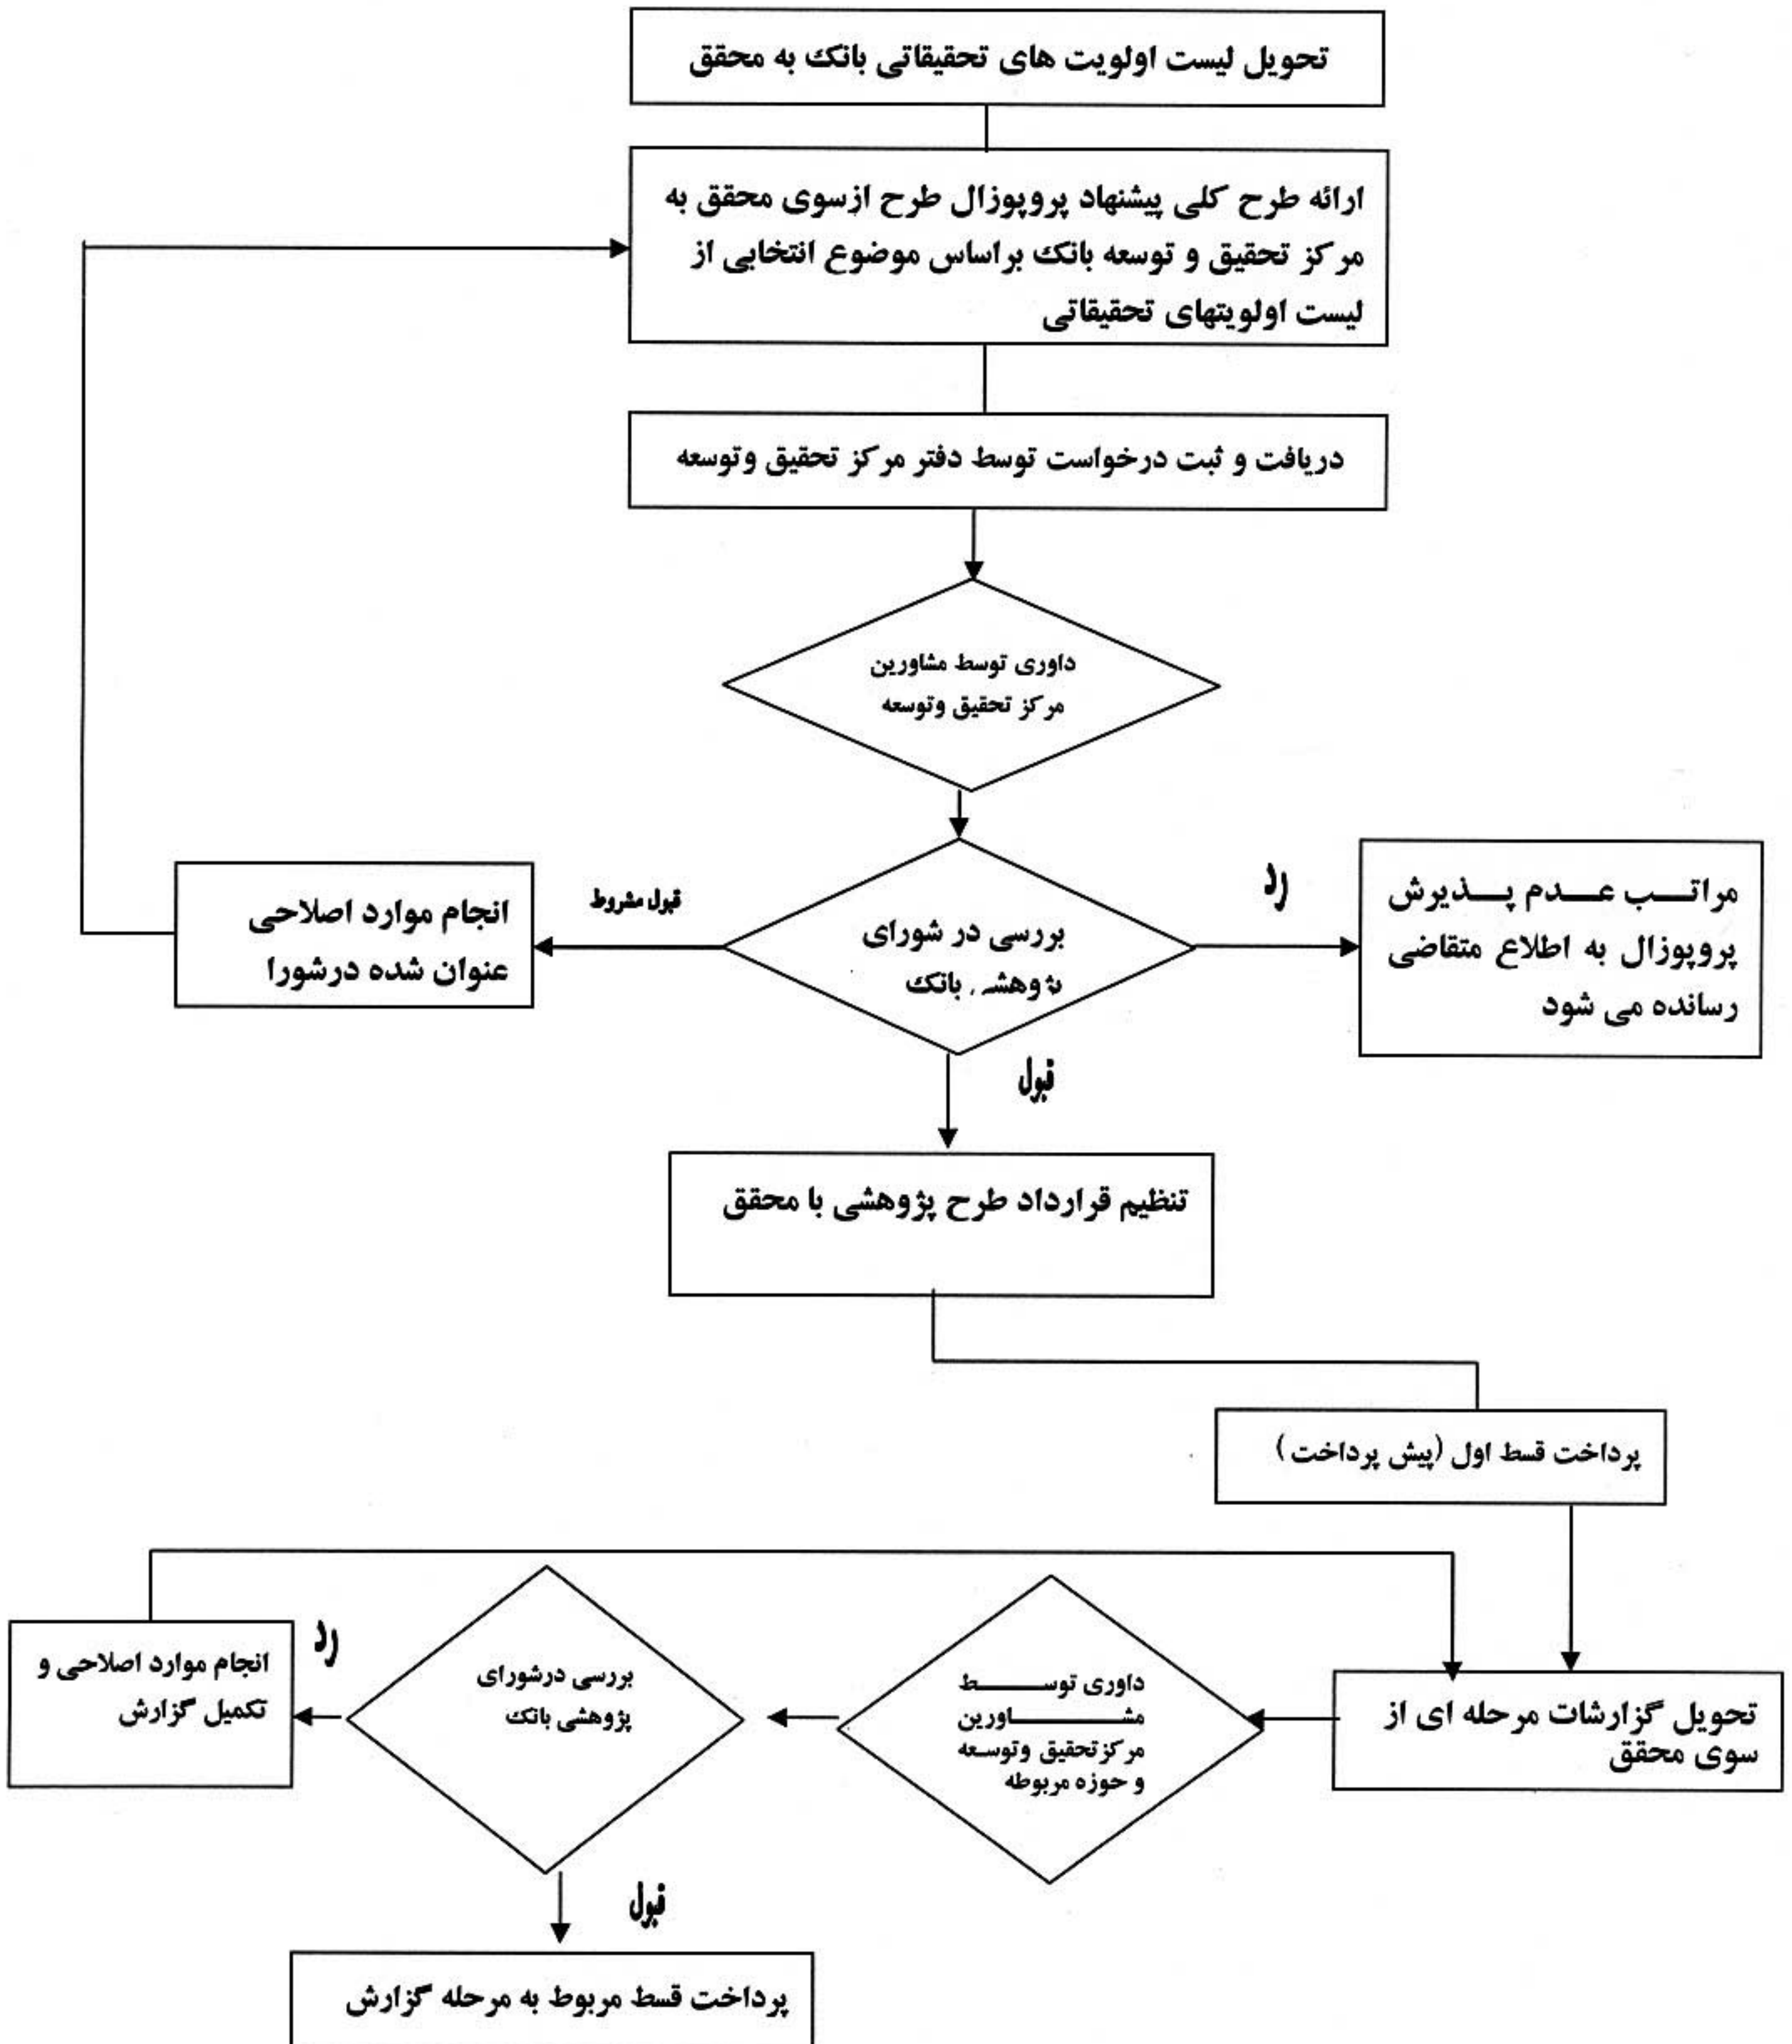 تحویل لیست اولویت های تحقیقاتی بانک به محقق
ارائه طرح کلی پیشنهاد پروپوزال طرح ازسوی محقق به
مرکز تحقیق و توسعه بانک براساس موضوع انتخابی از
لیست اولویتهای تحقیقاتی
دریافت و ثبت درخواست توسط دفتر مرکز تحقیق وتوسعه
داوری توسط مشاورین
مرکز تحقیق وتوسعه
رد
مراتب عدم پذیرش
پروپوزال به اطلاع متقاضی
رسانده می شود
بررسی در شورای
پژوهشی بانک
قبول مشروط
انجام موارد اصلاحی
عنوان شده درشورا
قبول
تنظیم قرارداد طرح پژوهشی با محقق
پرداخت قسط اول (پیش پرداخت)
تحویل گزارشات مرحله ای از
سوی محقق
داوری توسط
مشاورین
مرکزتحقیق وتوسعه
و حوزه مربوطه
بررسی درشورای
پژوهشی بانک
رد
انجام موارد اصلاحی و
تکمیل گزارش
قبول
پرداخت قسط مربوط به مرحله گزارش